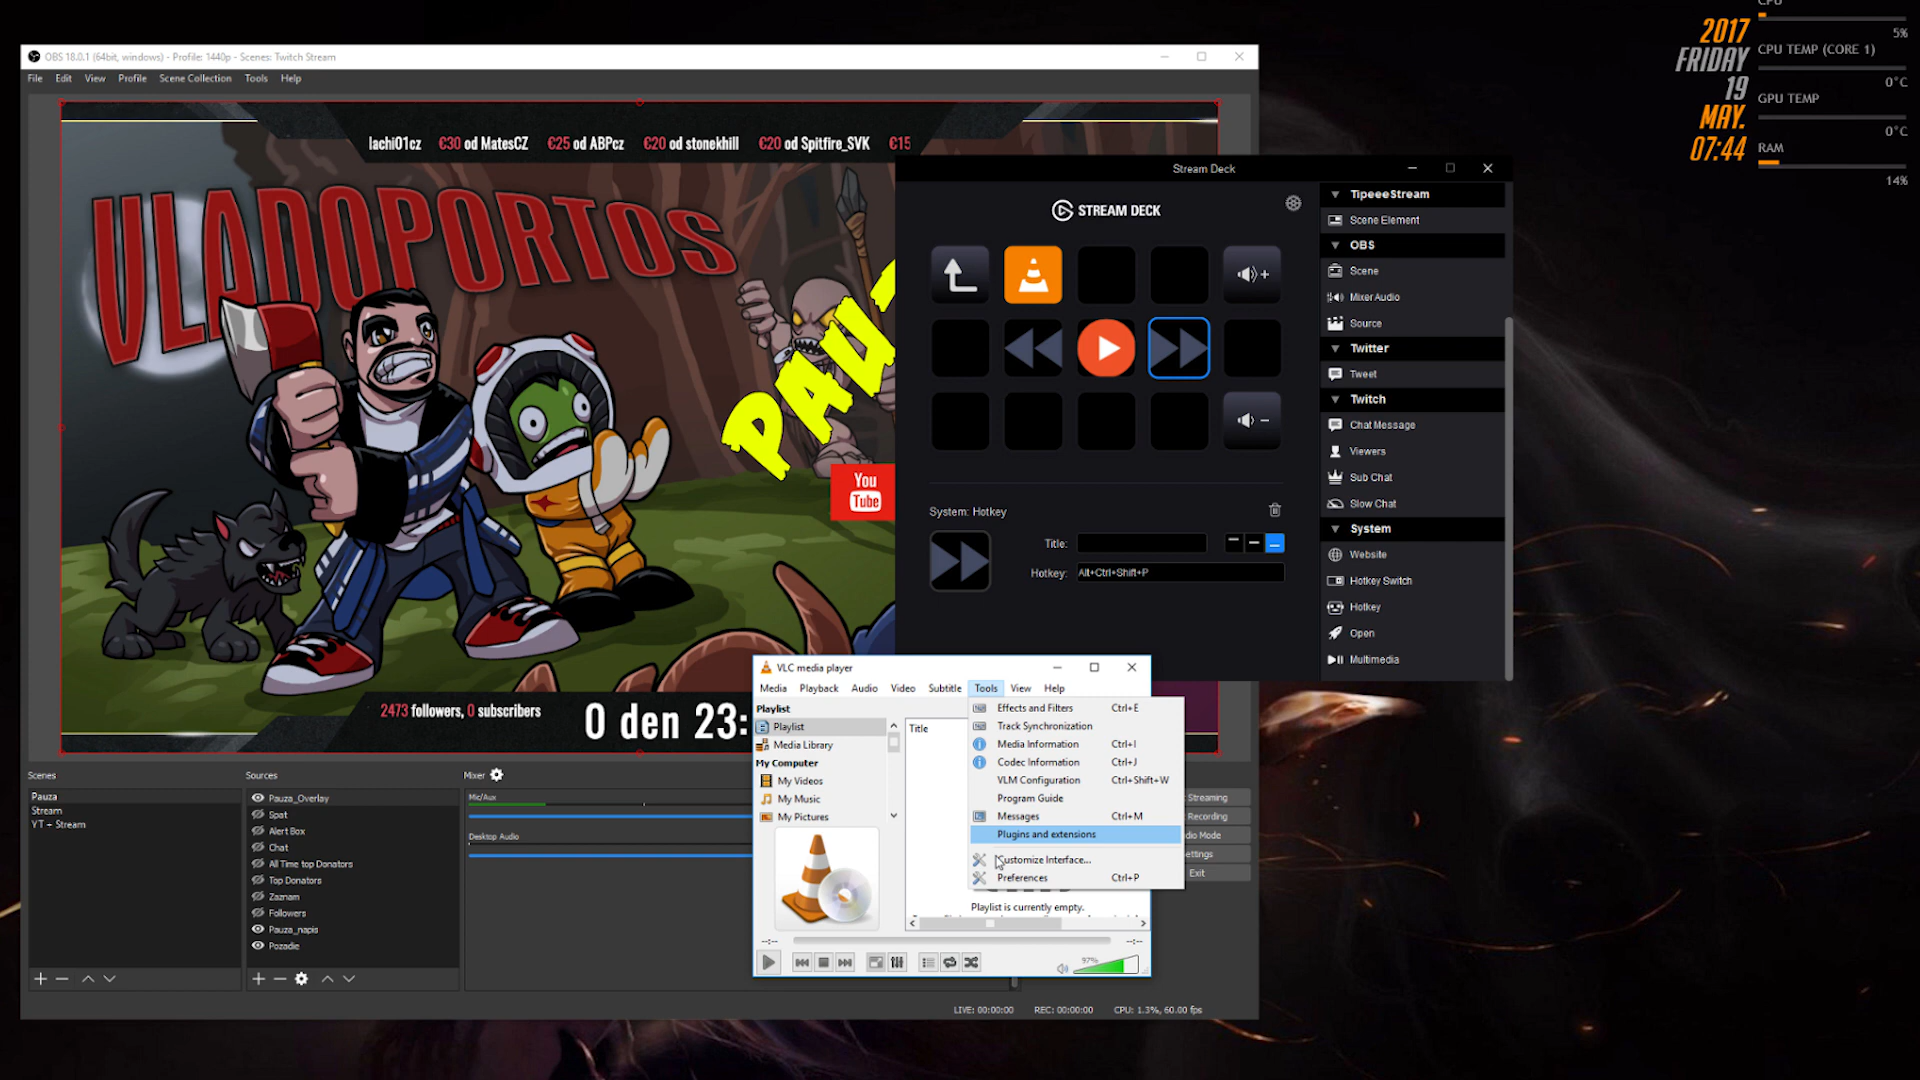 OBS 18.0.1 (64bit, windows) - Profile: 1440p - Scenes: Twitch Stream
File Edit View Profile Scene Collection Tools Help
lachi01cz €30 od MatesCZ €25 od ABPcz €20 od stonekhill €20 od Spitfire_SVK €15
VLADOPORTOS
You
Tube
2473 followers, 0 subscribers
0 den 23:
Scenes
Pauza
Stream
YT + Stream
Sources
Pauza_Overlay
Spat
Alert Box
Chat
All Time top Donators
Top Donators
Zaznam
Followers
Pauza_napis
Pozadie
Mixer
Mic/Aux
Desktop Audio
Streaming
Recording
dio Mode
ettings
Exit
LIVE: 00:00:00 REC: 00:00:00 CPU: 1.3%, 60.00 fps
Stream Deck
STREAM DECK
System: Hotkey
Title:
Hotkey: Alt+Ctrl+Shift+P
TipeeeStream
Scene Element
OBS
Scene
Mixer Audio
Source
Twitter
Tweet
Twitch
Chat Message
Viewers
Sub Chat
Slow Chat
System
Website
Hotkey Switch
Hotkey
Open
Multimedia
VLC media player
Media Playback Audio Video Subtitle Tools View Help
Playlist
Playlist
Media Library
My Computer
My Videos
My Music
My Pictures
Title
Effects and Filters Ctrl+E
Track Synchronization
Media Information Ctrl+I
Codec Information Ctrl+J
VLM Configuration Ctrl+Shift+W
Program Guide
Messages Ctrl+M
Plugins and extensions
Customize Interface...
Preferences Ctrl+P
Playlist is currently empty.
--:-- --:--
97%
2017
FRIDAY
19
MAY.
07:44
CPU
5%
CPU TEMP (CORE 1)
0°C
GPU TEMP
0°C
RAM
14%